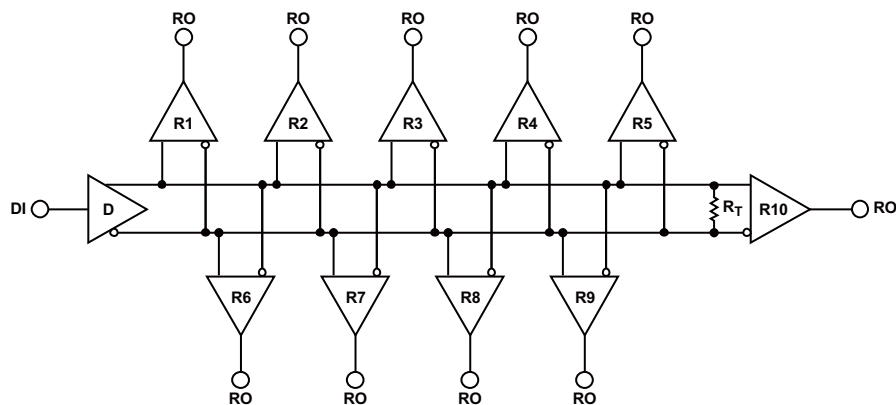 RO RO RO RO RO
R1 R2 R3 R4 R5
DI D RT R10 RO
R6 R7 R8 R9
RO RO RO RO